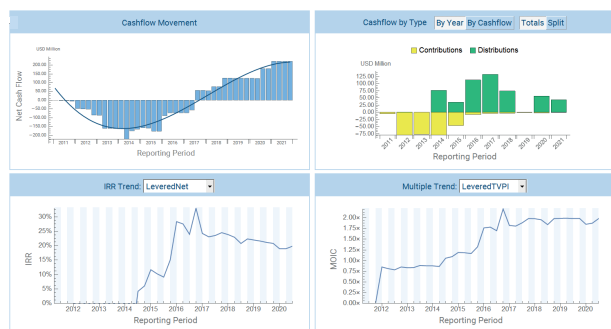 Cashflow Movement
USD Million
200.00
150.00
100.00
50.00
0.00
-50.00
-100.00
-150.00
-200.00
Net Cash Flow
2011 2012 2013 2014 2015 2016 2017 2018 2019 2020 2021
Reporting Period
Cashflow by Type By Year By Cashflow Totals Split
Contributions Distributions
USD Million
125.00
100.00
75.00
50.00
25.00
0.00
-25.00
-50.00
-75.00
2011 2012 2013 2014 2015 2016 2017 2018 2019 2020 2021
Reporting Period
IRR Trend: LeveredNet
30%
25%
20%
15%
10%
5%
0%
IRR
2012 2013 2014 2015 2016 2017 2018 2019 2020
Reporting Period
Multiple Trend: LeveredTVPI
2.00x
1.75x
1.50x
1.25x
1.00x
0.75x
0.50x
0.25x
0.00x
MOIC
2012 2013 2014 2015 2016 2017 2018 2019 2020
Reporting Period